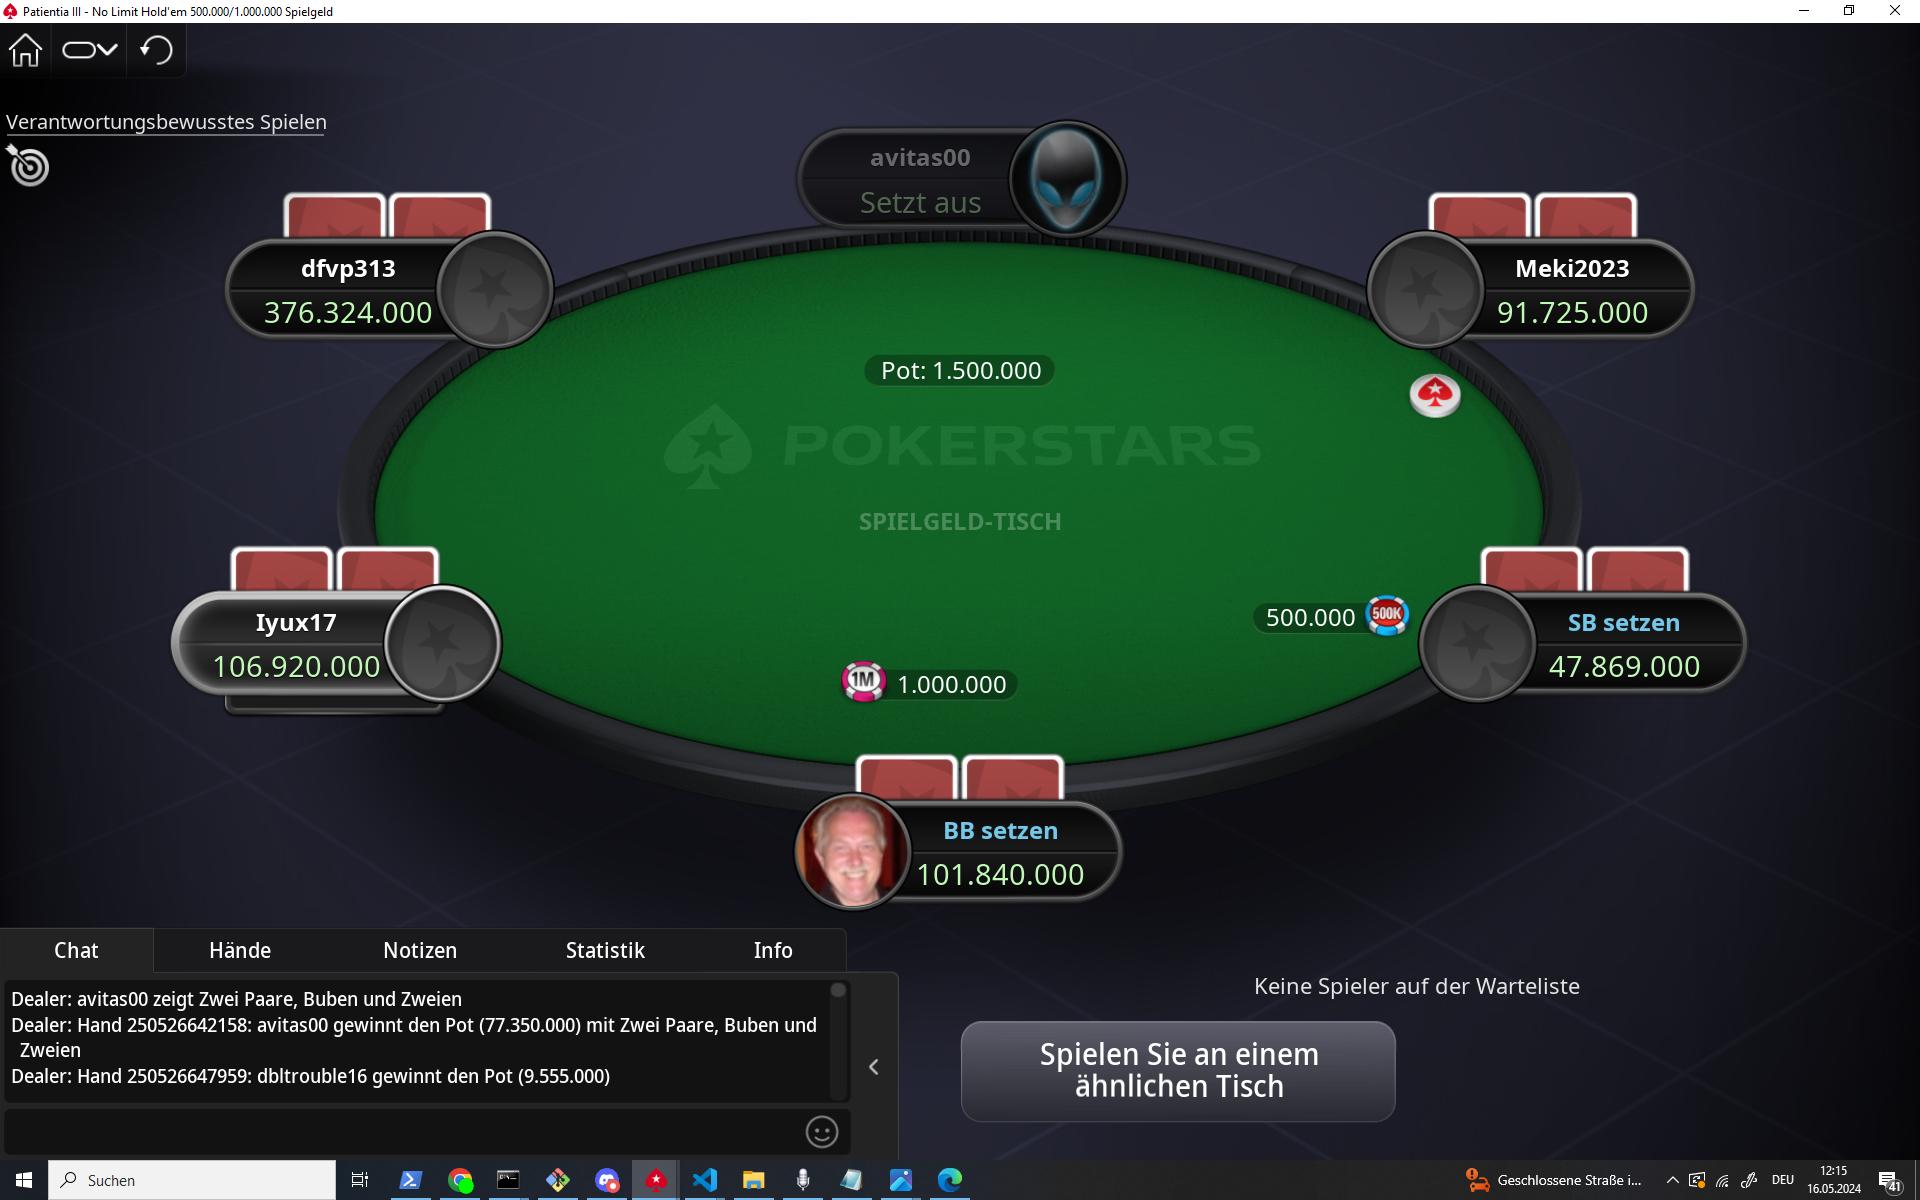 Patientia III - No Limit Hold'em 500.000/1.000.000 Spielgeld
Verantwortungsbewusstes Spielen
avitas00
Setzt aus
dfvp313
376.324.000
Meki2023
91.725.000
Pot: 1.500.000
POKERSTARS
SPIELGELD-TISCH
Iyux17
106.920.000
500.000
500K
SB setzen
47.869.000
1M
1.000.000
BB setzen
101.840.000
Chat
Hände
Notizen
Statistik
Info
Dealer: avitas00 zeigt Zwei Paare, Buben und Zweien
Dealer: Hand 250526642158: avitas00 gewinnt den Pot (77.350.000) mit Zwei Paare, Buben und
Zweien
Dealer: Hand 250526647959: dbltrouble16 gewinnt den Pot (9.555.000)
Keine Spieler auf der Warteliste
Spielen Sie an einem
ähnlichen Tisch
Suchen
Geschlossene Straße i...
DEU
12:15
16.05.2024
41